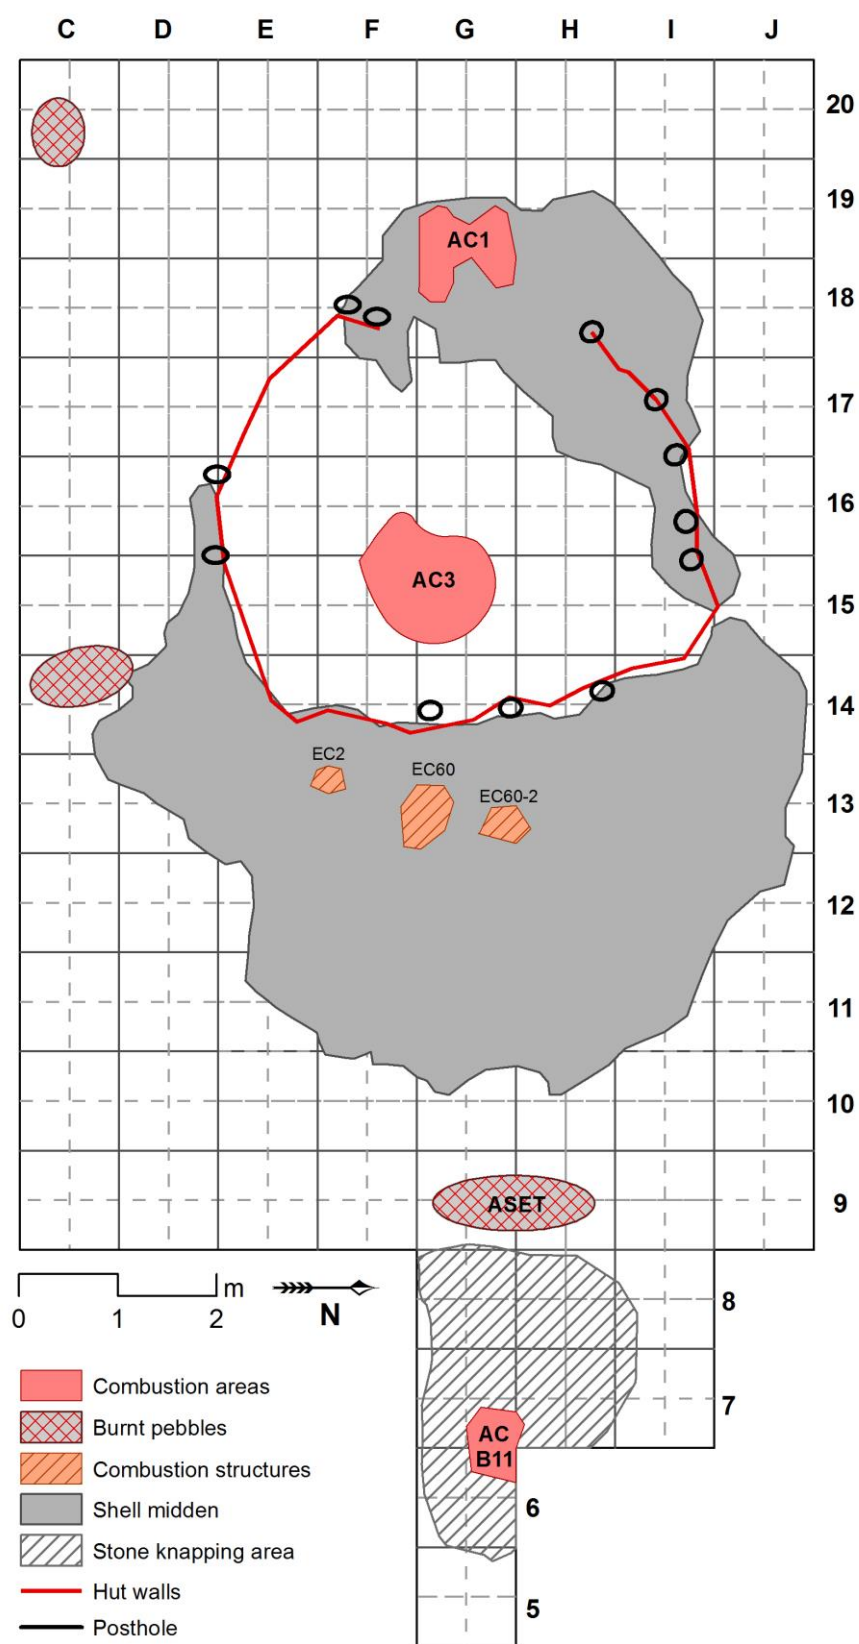 C D E F G H I J
20
19
AC1
18
17
16
AC3
15
14
EC2
EC60
EC60-2
13
12
11
10
ASET
9
0 1 2 m
N
8
7
AC
B11
6
5
Combustion areas
Burnt pebbles
Combustion structures
Shell midden
Stone knapping area
Hut walls
Posthole